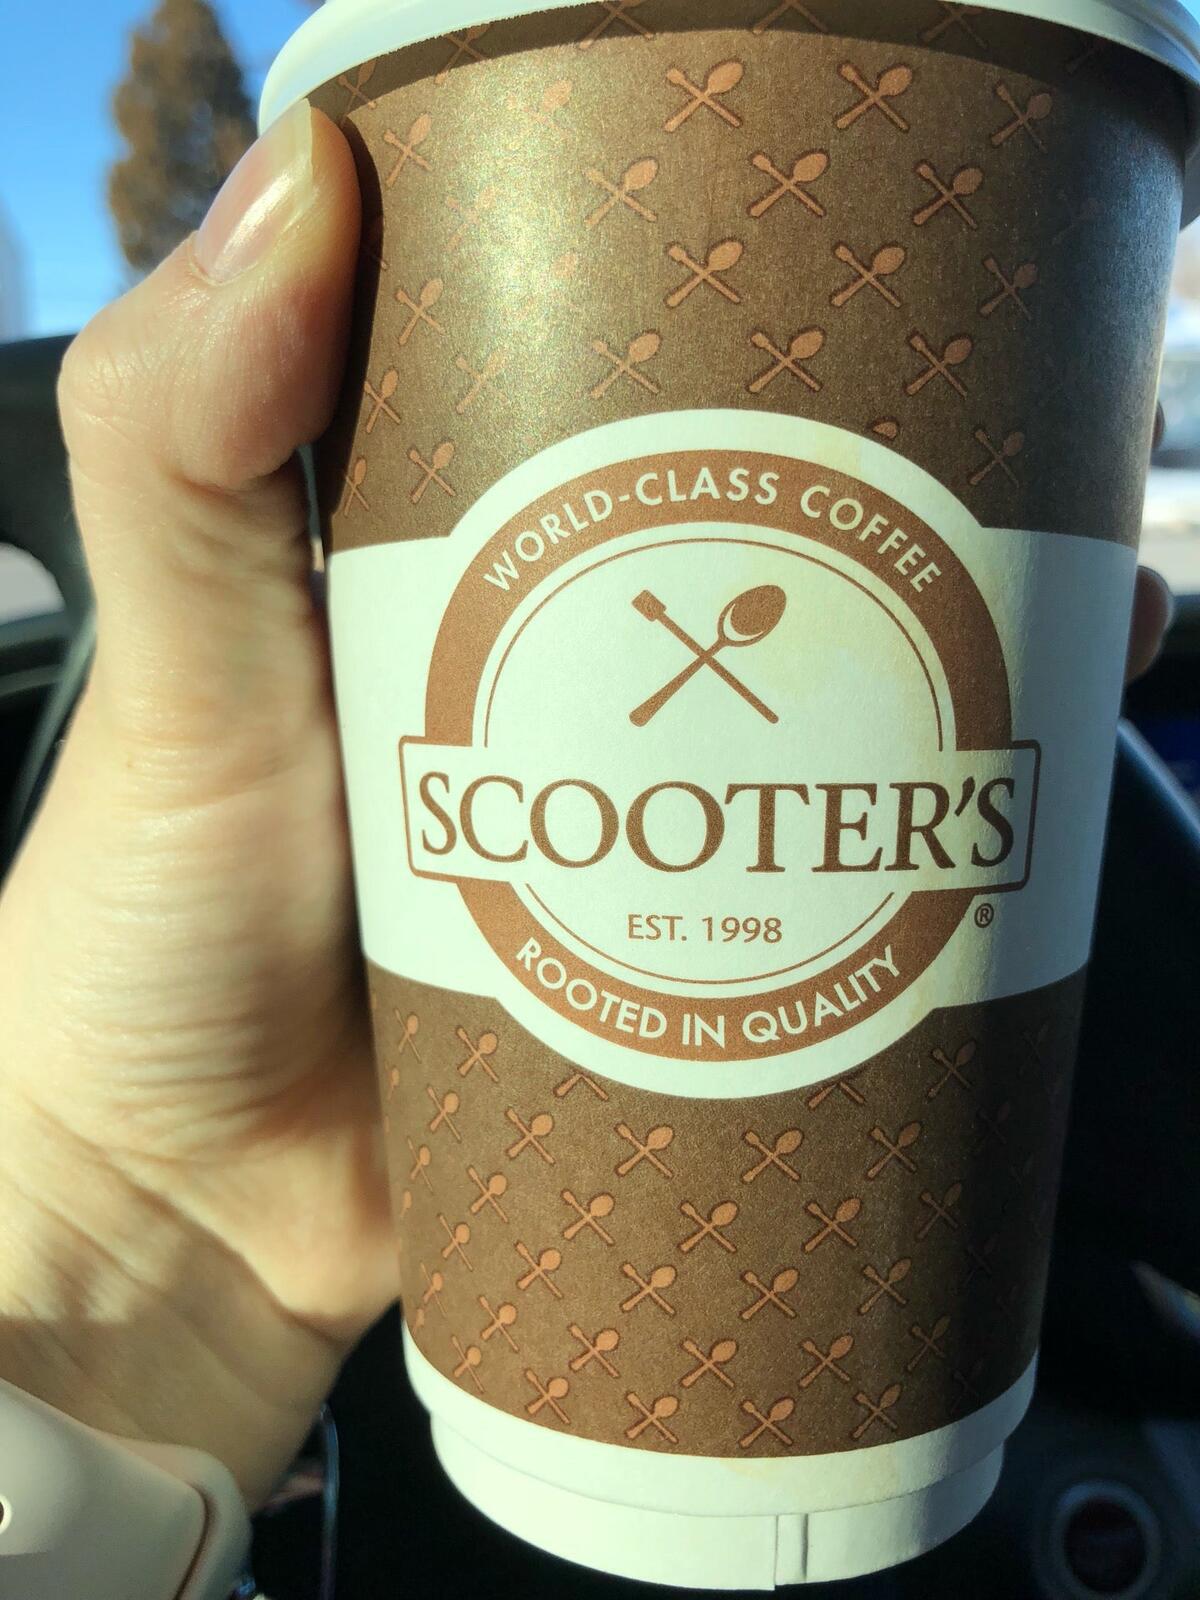 WORLD-CLASS COFFEE
SCOOTER'S
®
EST. 1998
ROOTED IN QUALITY